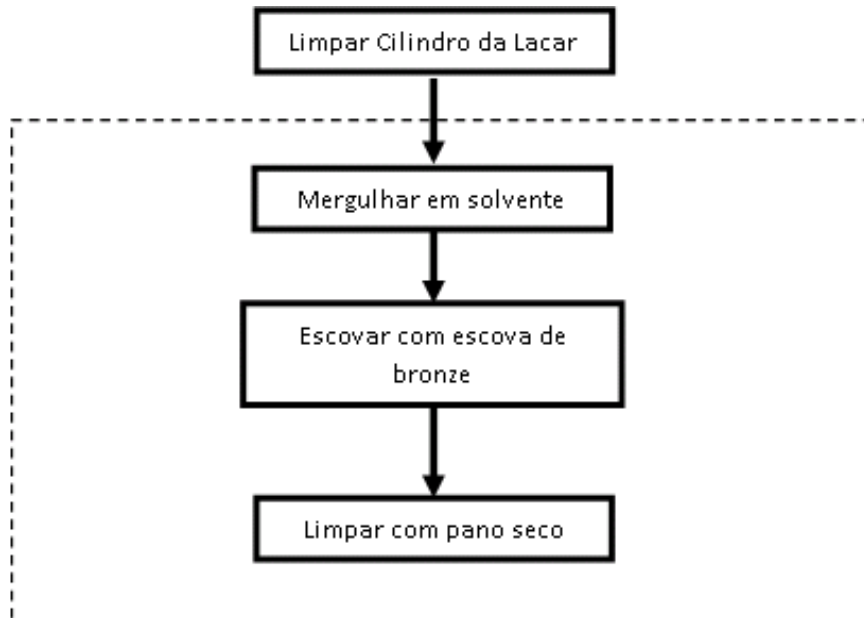 Limpar Cilindro da Lacar
Mergulhar em solvente
Escovar com escova de
bronze
Limpar com pano seco